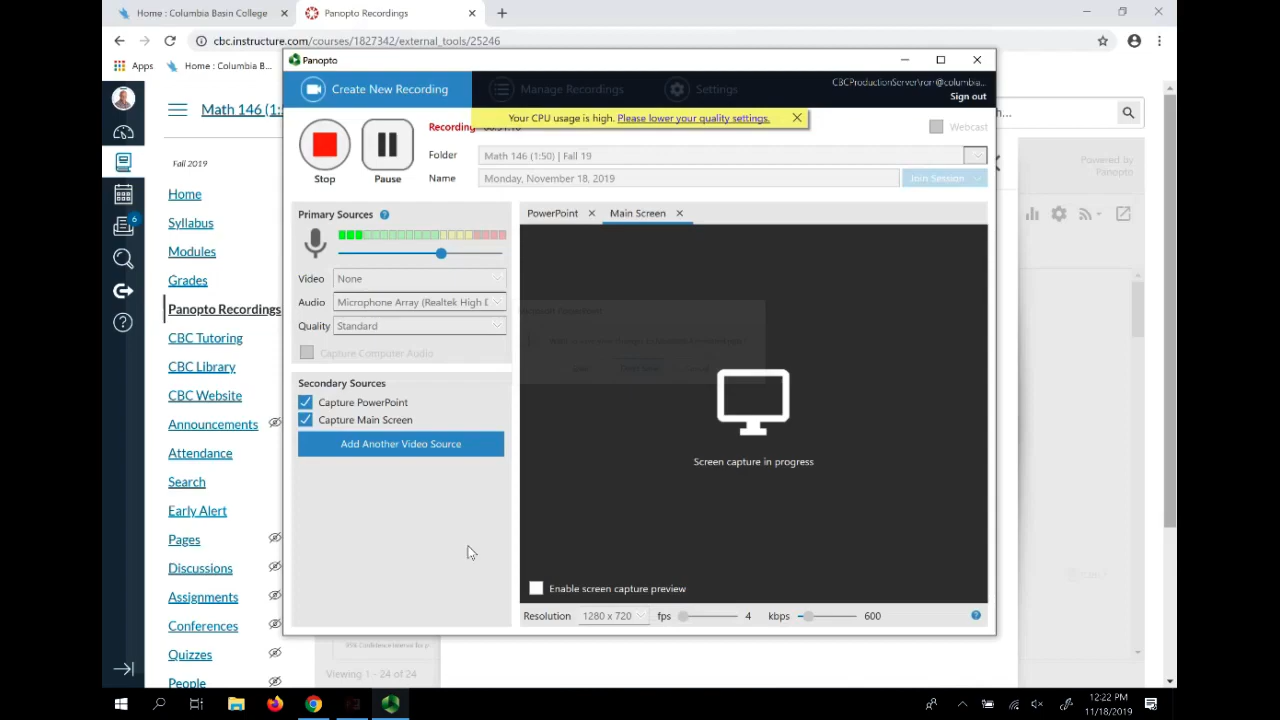 Home : Columbia Basin College
Panopto Recordings
cbc.instructure.com/courses/1827342/external_tools/25246
Apps
Home : Columbia B...
Panopto
Create New Recording
Manage Recordings
Settings
CBCProductionServer\rorr@columbia...
Sign out
Math 146 (1:
Your CPU usage is high. Please lower your quality settings.
Recording
Webcast
Stop
Pause
Folder
Math 146 (1:50) | Fall 19
Name
Monday, November 18, 2019
Join Session
Powered by
Panopto
Fall 2019
Home
Syllabus
Modules
Grades
Panopto Recordings
CBC Tutoring
CBC Library
CBC Website
Announcements
Attendance
Search
Early Alert
Pages
Discussions
Assignments
Conferences
Quizzes
People
6
Primary Sources
Video
None
Audio
Microphone Array (Realtek High D
Quality
Standard
Capture Computer Audio
Secondary Sources
Capture PowerPoint
Capture Main Screen
Add Another Video Source
PowerPoint
Main Screen
Screen capture in progress
Enable screen capture preview
Resolution
1280 x 720
fps
4
kbps
600
Viewing 1 - 24 of 24
12:22 PM
11/18/2019